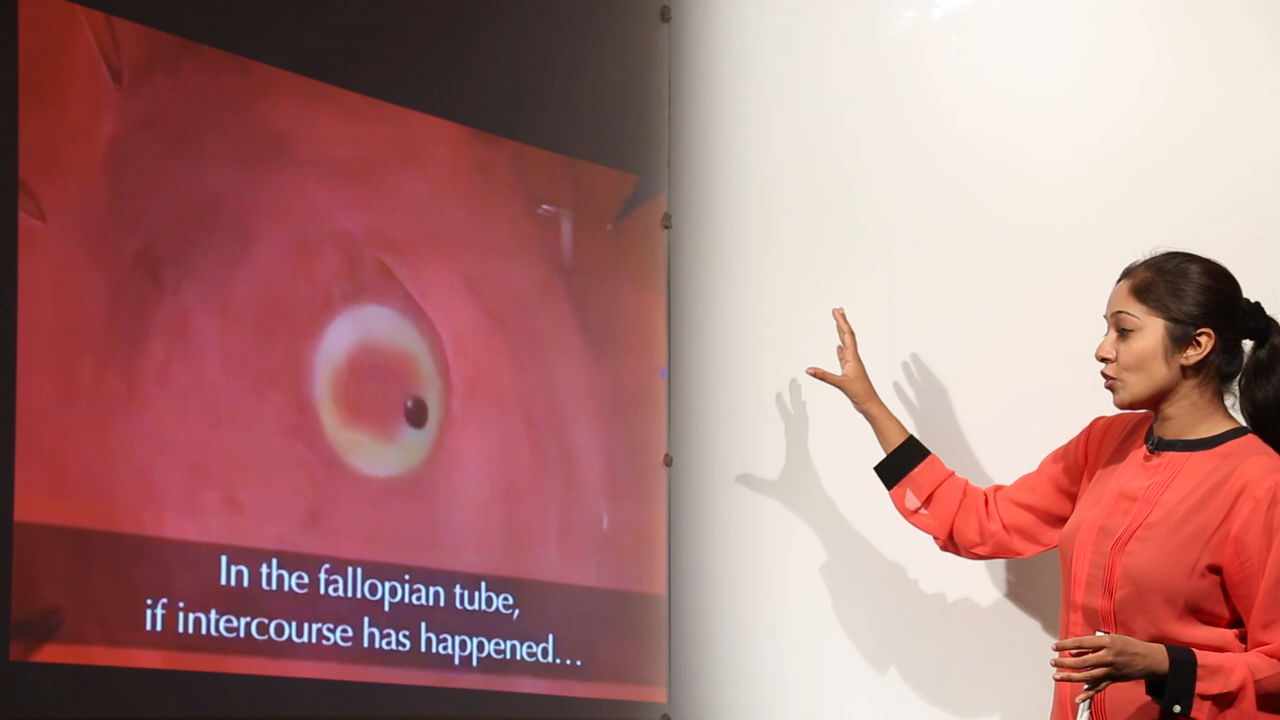 In the fallopian tube,
if intercourse has happened...